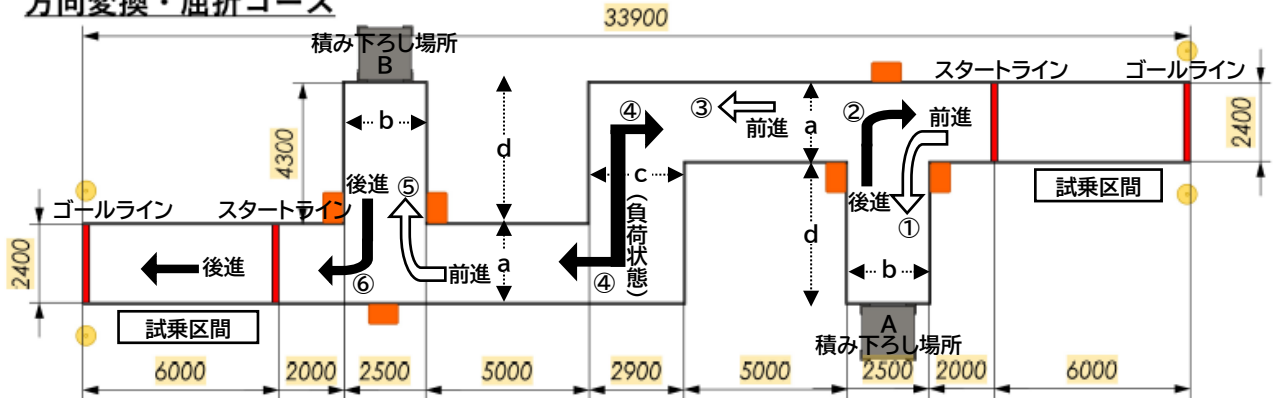 方向変換・屈折コース
33900
積み下ろし場所
B
スタートライン
ゴールライン
④
③
前進
②
前進
a
b
d
4300
2400
c(負荷状態)
試乗区間
後進
①
後進
⑤
ゴールライン
スタートライン
d
b
2400
後進
⑥
前進
a
④
A
積み下ろし場所
試乗区間
6000
2000
2500
5000
2900
5000
2500
2000
6000